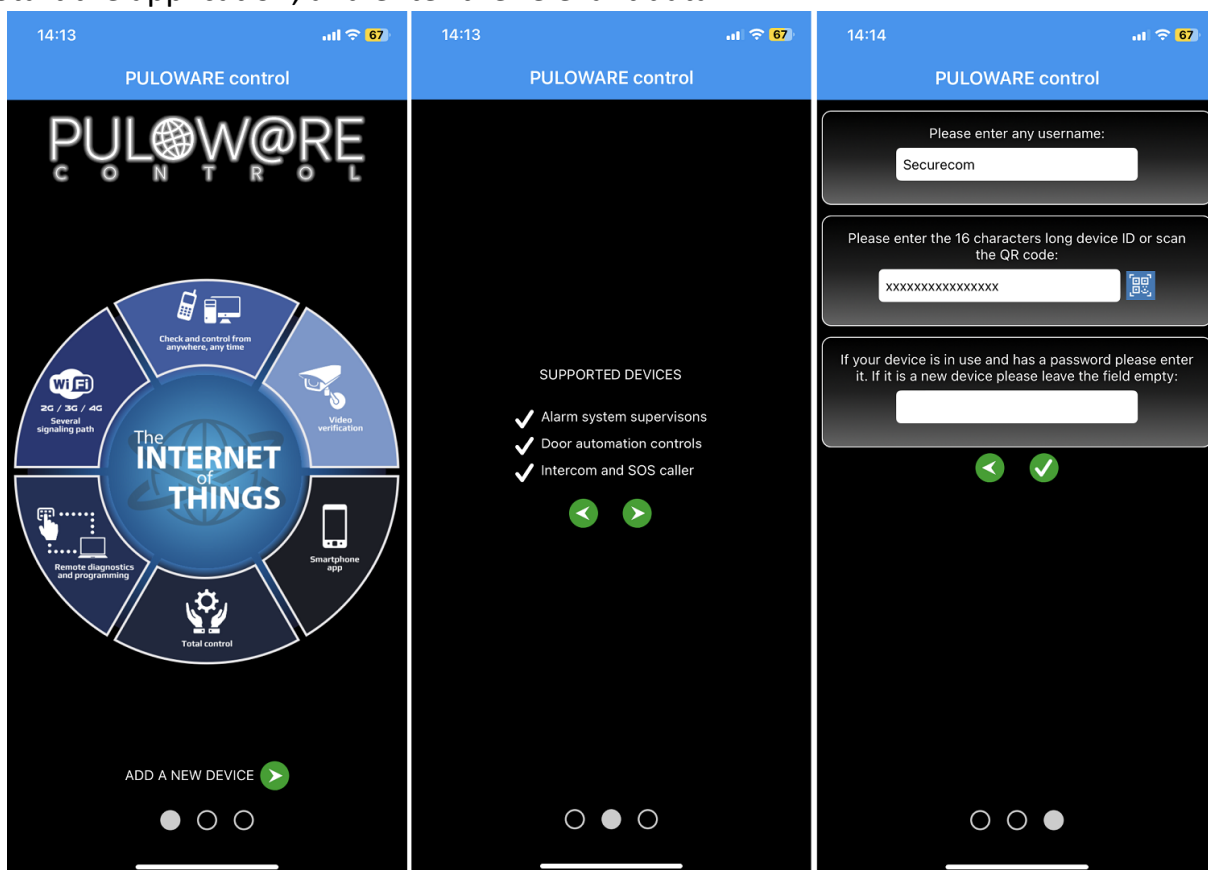 14:13
67
PULOWARE control
PULOW@RE
CONTROL
Check and control from
anywhere, any time
WiFi
2G / 3G / 4G
Several
signaling path
Video
verification
The
INTERNET
of
THINGS
Remote diagnostics
and programming
Smartphone
app
Total control
ADD A NEW DEVICE
14:13
67
PULOWARE control
SUPPORTED DEVICES
Alarm system supervisons
Door automation controls
Intercom and SOS caller
14:14
67
PULOWARE control
Please enter any username:
Securecom
Please enter the 16 characters long device ID or scan
the QR code:
xxxxxxxxxxxxxxxx
If your device is in use and has a password please enter
it. If it is a new device please leave the field empty: